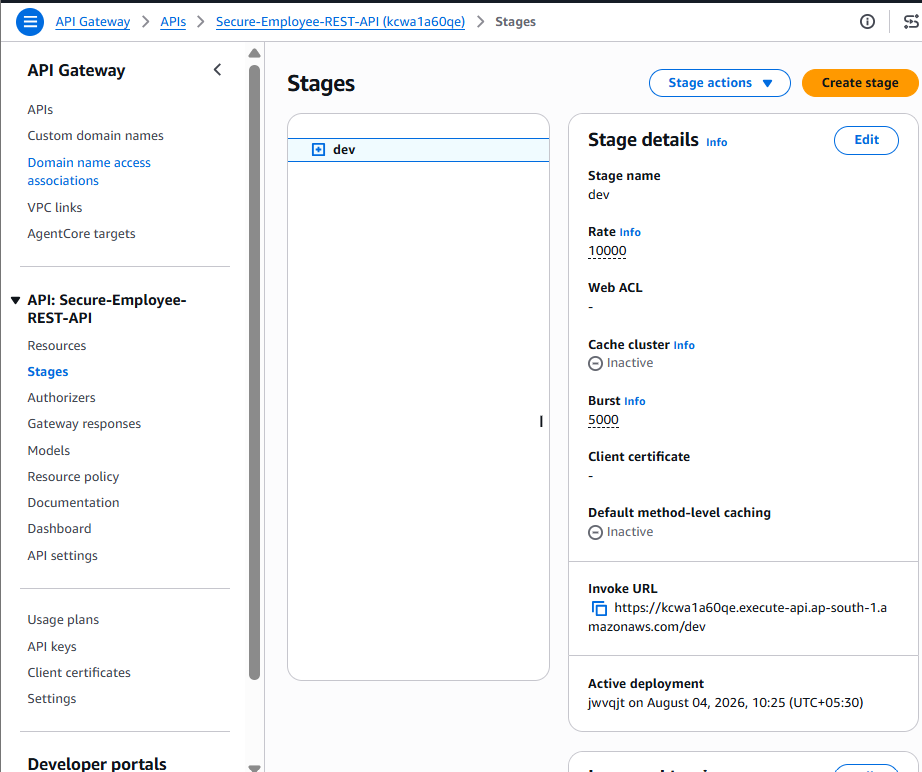 API Gateway > APIs > Secure-Employee-REST-API (kcwa1a60qe) > Stages
API Gateway
APIs
Custom domain names
Domain name access
associations
VPC links
AgentCore targets
API: Secure-Employee-
REST-API
Resources
Stages
Authorizers
Gateway responses
Models
Resource policy
Documentation
Dashboard
API settings
Usage plans
API keys
Client certificates
Settings
Developer portals
Stages
Stage actions
Create stage
dev
Stage details Info
Edit
Stage name
dev
Rate Info
10000
Web ACL
-
Cache cluster Info
Inactive
Burst Info
5000
Client certificate
-
Default method-level caching
Inactive
Invoke URL
https://kcwa1a60qe.execute-api.ap-south-1.a
mazonaws.com/dev
Active deployment
jwvqjt on August 04, 2026, 10:25 (UTC+05:30)